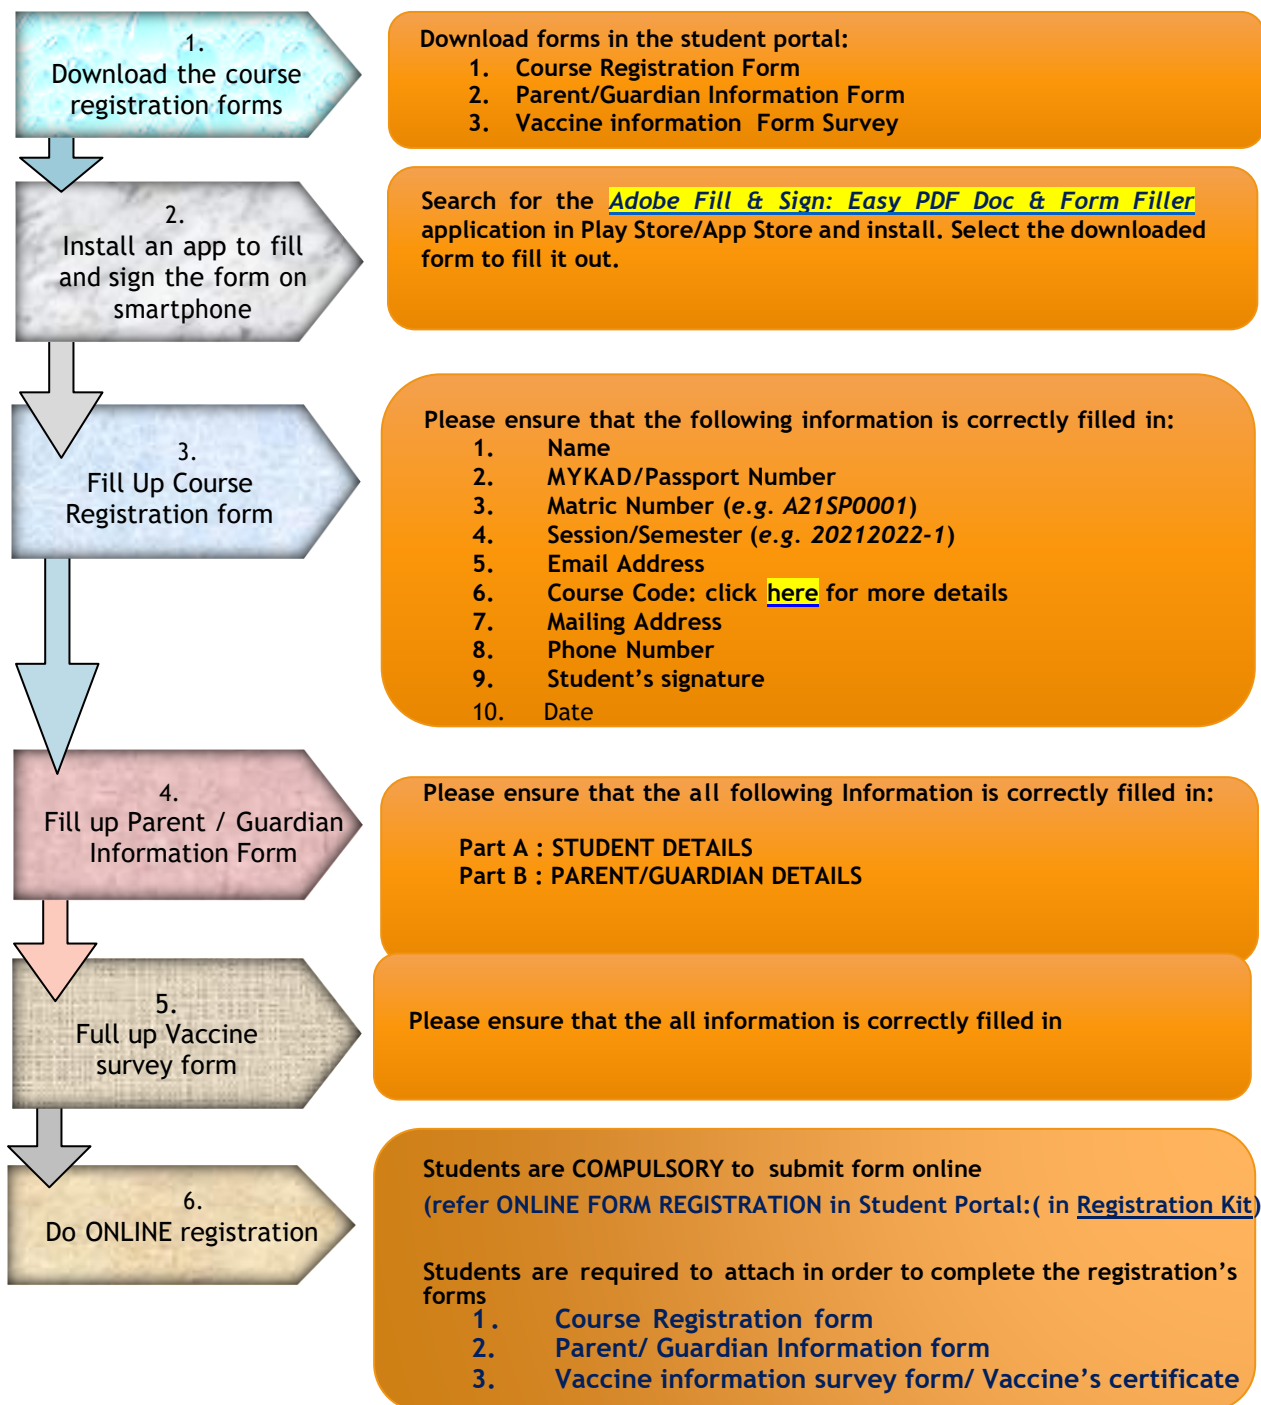 1.
Download the course
registration forms
Download forms in the student portal:
1. Course Registration Form
2. Parent/Guardian Information Form
3. Vaccine information Form Survey
2.
Install an app to fill
and sign the form on
smartphone
Search for the Adobe Fill & Sign: Easy PDF Doc & Form Filler
application in Play Store/App Store and install. Select the downloaded
form to fill it out.
3.
Fill Up Course
Registration form
Please ensure that the following information is correctly filled in:
1. Name
2. MYKAD/Passport Number
3. Matric Number (e.g. A21SP0001)
4. Session/Semester (e.g. 20212022-1)
5. Email Address
6. Course Code: click here for more details
7. Mailing Address
8. Phone Number
9. Student’s signature
10. Date
4.
Fill up Parent / Guardian
Information Form
Please ensure that the all following Information is correctly filled in:
Part A : STUDENT DETAILS
Part B : PARENT/GUARDIAN DETAILS
5.
Full up Vaccine
survey form
Please ensure that the all information is correctly filled in
6.
Do ONLINE registration
Students are COMPULSORY to submit form online
(refer ONLINE FORM REGISTRATION in Student Portal:( in Registration Kit)
Students are required to attach in order to complete the registration’s
forms
1. Course Registration form
2. Parent/ Guardian Information form
3. Vaccine information survey form/ Vaccine’s certificate